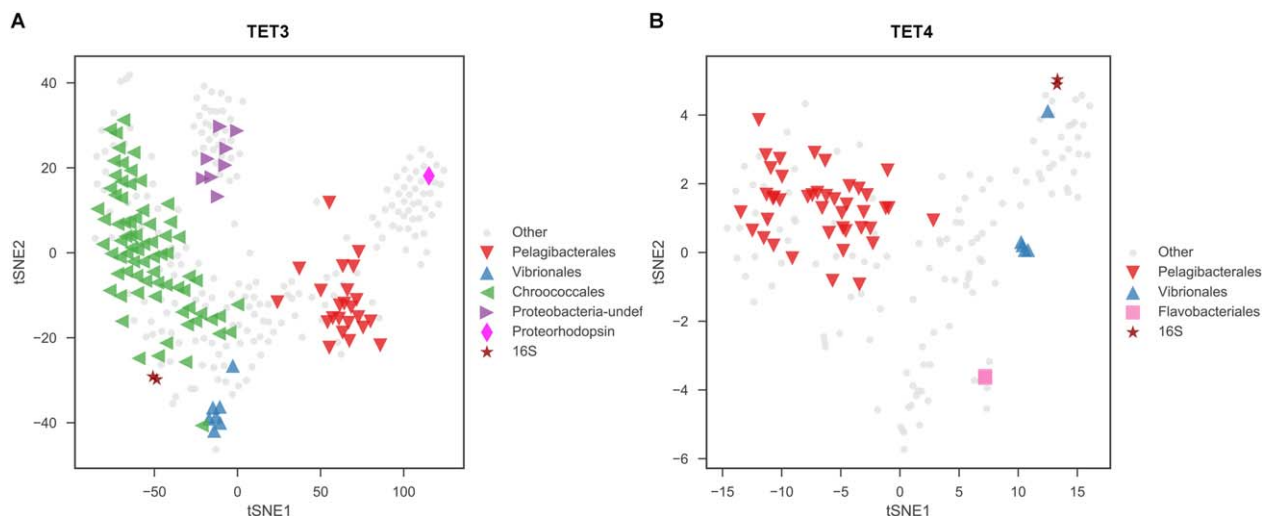 A
TET3
40
20
0
−20
−40
tSNE2
−50
0
50
100
tSNE1
Other
Pelagibacterales
Vibrionales
Chroococcales
Proteobacteria-undef
Proteorhodopsin
16S
B
TET4
4
2
0
−2
−4
−6
tSNE2
−15
−10
−5
0
5
10
15
tSNE1
Other
Pelagibacterales
Vibrionales
Flavobacteriales
16S